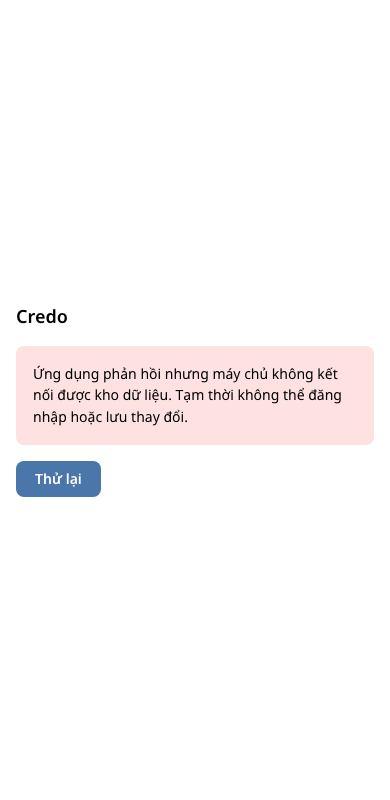 Credo
Ứng dụng phản hồi nhưng máy chủ không kết
nối được kho dữ liệu. Tạm thời không thể đăng
nhập hoặc lưu thay đổi.
Thử lại